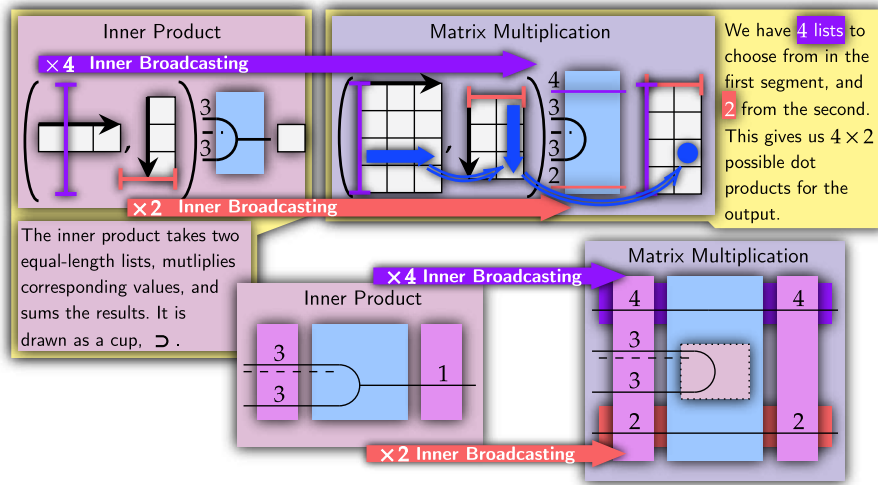 Inner Product
×4 Inner Broadcasting
3
3
,
×2 Inner Broadcasting
Matrix Multiplication
4
3
3
2
,
We have 4 lists to
choose from in the
first segment, and
2 from the second.
This gives us 4 × 2
possible dot
products for the
output.
The inner product takes two
equal-length lists, mutliplies
corresponding values, and
sums the results. It is
drawn as a cup, ⊃ .
Inner Product
3
3
1
×4 Inner Broadcasting
×2 Inner Broadcasting
Matrix Multiplication
4
4
3
3
2
2